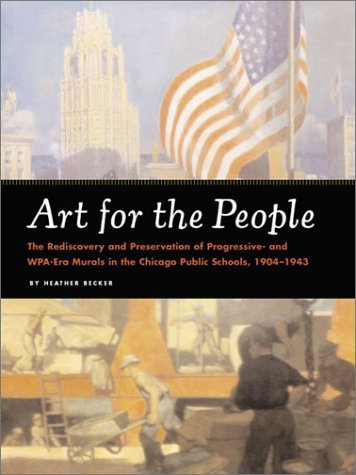 Art for the People
The Rediscovery and Preservation of Progressive- and
WPA-Era Murals in the Chicago Public Schools, 1904–1943
BY HEATHER BECKER